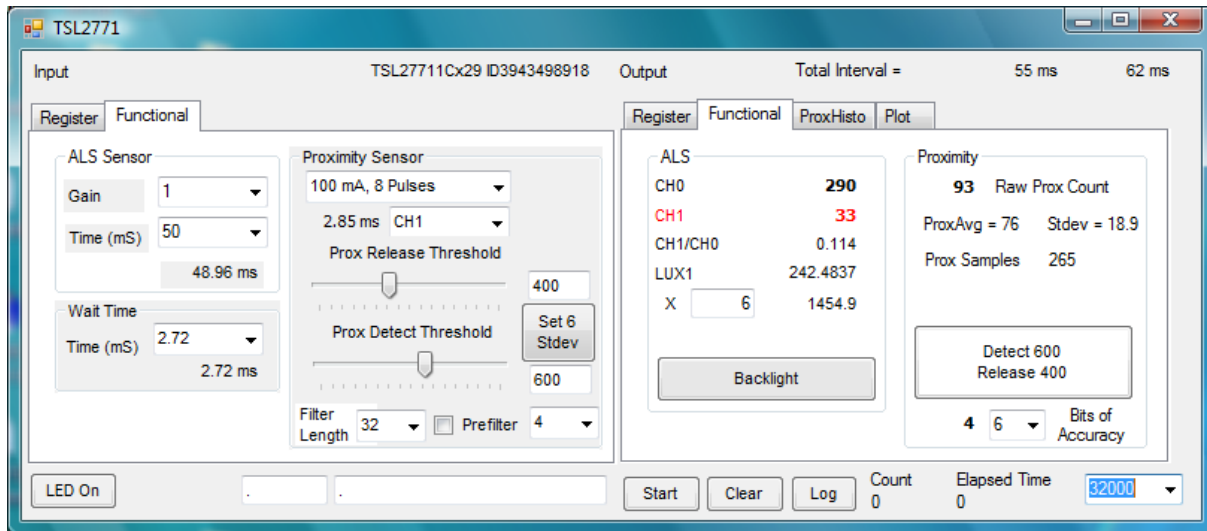 TSL2771
Input
TSL27711Cx29 ID3943498918
Output
Total Interval =
55 ms
62 ms
Register
Functional
ALS Sensor
Gain
1
Time (mS)
50
48.96 ms
Wait Time
Time (mS)
2.72
2.72 ms
Proximity Sensor
100 mA, 8 Pulses
2.85 ms
CH1
Prox Release Threshold
400
Prox Detect Threshold
Set 6
Stdev
600
Filter
Length
32
Prefilter
4
Register
Functional
ProxHisto
Plot
ALS
CH0
290
CH1
33
CH1/CH0
0.114
LUX1
242.4837
X
6
1454.9
Backlight
Proximity
93 Raw Prox Count
ProxAvg = 76
Stdev = 18.9
Prox Samples
265
Detect 600
Release 400
4
6
Bits of
Accuracy
LED On
.
.
Start
Clear
Log
Count
0
Elapsed Time
0
32000